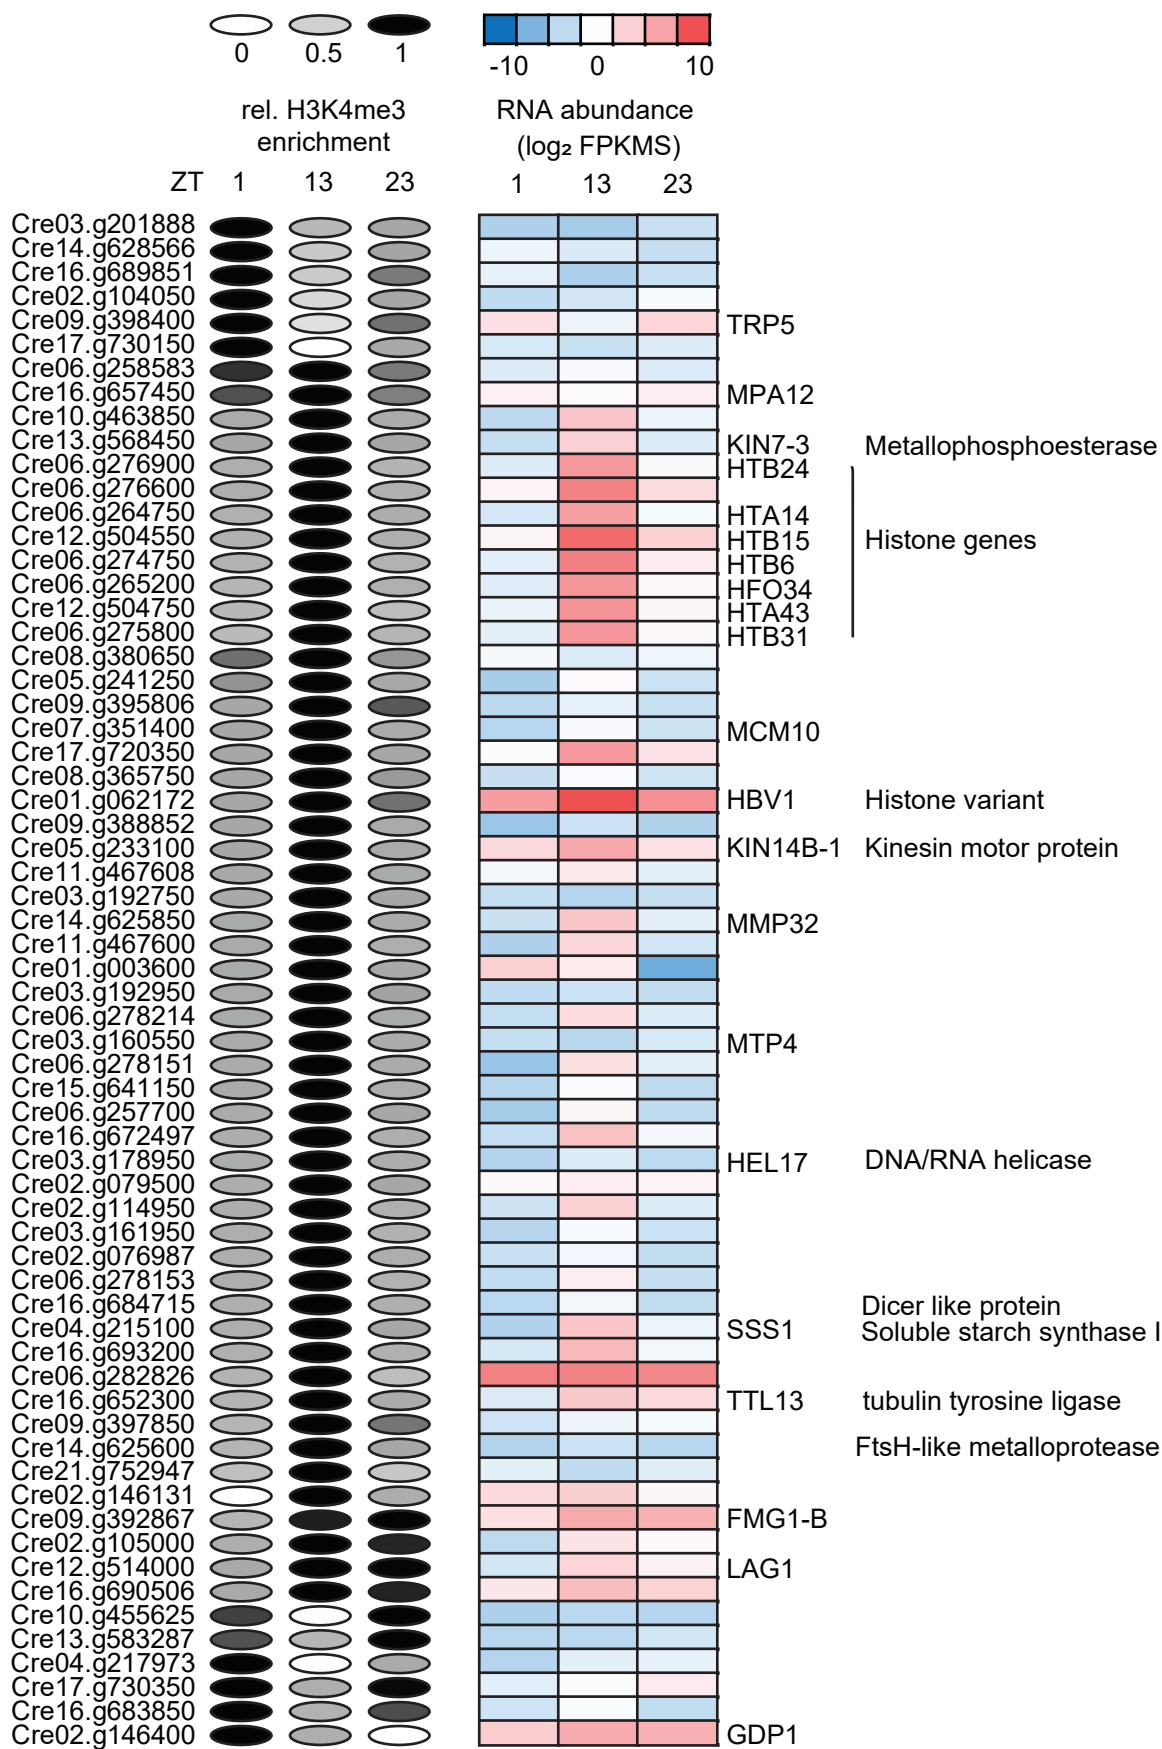 0 0.5 1 -10 0 10
rel. H3K4me3 RNA abundance
enrichment (log₂ FPKMS)
ZT 1 13 23 1 13 23
Cre03.g201888
Cre14.g628566
Cre16.g689851
Cre02.g104050
Cre09.g398400 TRP5
Cre17.g730150
Cre06.g258583
Cre16.g657450 MPA12
Cre10.g463850
Cre13.g568450 KIN7-3 Metallophosphoesterase
Cre06.g276900 HTB24
Cre06.g276600
Cre06.g264750 HTA14
Cre12.g504550 HTB15 Histone genes
Cre06.g274750 HTB6
Cre06.g265200 HFO34
Cre12.g504750 HTA43
Cre06.g275800 HTB31
Cre08.g380650
Cre05.g241250
Cre09.g395806
Cre07.g351400 MCM10
Cre17.g720350
Cre08.g365750
Cre01.g062172 HBV1 Histone variant
Cre09.g388852
Cre05.g233100 KIN14B-1 Kinesin motor protein
Cre11.g467608
Cre03.g192750
Cre14.g625850 MMP32
Cre11.g467600
Cre01.g003600
Cre03.g192950
Cre06.g278214
Cre03.g160550 MTP4
Cre06.g278151
Cre15.g641150
Cre06.g257700
Cre16.g672497
Cre03.g178950 HEL17 DNA/RNA helicase
Cre02.g079500
Cre02.g114950
Cre03.g161950
Cre02.g076987
Cre06.g278153
Cre16.g684715 Dicer like protein
Cre04.g215100 SSS1 Soluble starch synthase I
Cre16.g693200
Cre06.g282826
Cre16.g652300 TTL13 tubulin tyrosine ligase
Cre09.g397850
Cre14.g625600 FtsH-like metalloprotease
Cre21.g752947
Cre02.g146131
Cre09.g392867 FMG1-B
Cre02.g105000
Cre12.g514000 LAG1
Cre16.g690506
Cre10.g455625
Cre13.g583287
Cre04.g217973
Cre17.g730350
Cre16.g683850
Cre02.g146400 GDP1